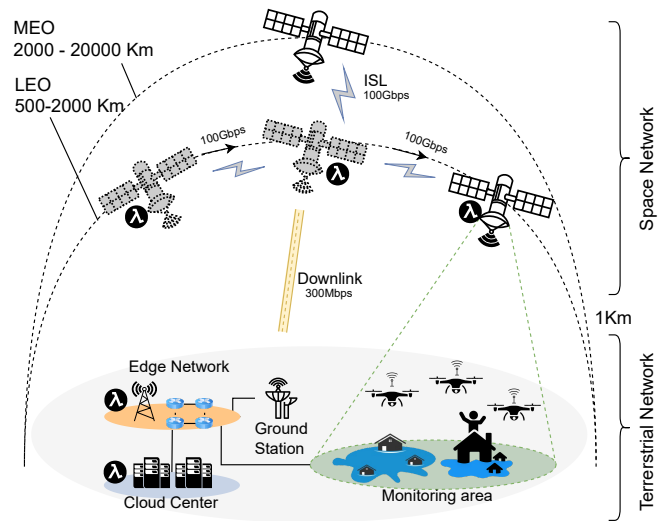 MEO
2000 - 20000 Km
LEO
500-2000 Km
ISL
100Gbps
100Gbps
100Gbps
λ
λ
λ
Space Network
Downlink
300Mbps
1Km
Edge Network
λ
Ground
Station
λ
Cloud Center
Monitoring area
Terrerstrial Network